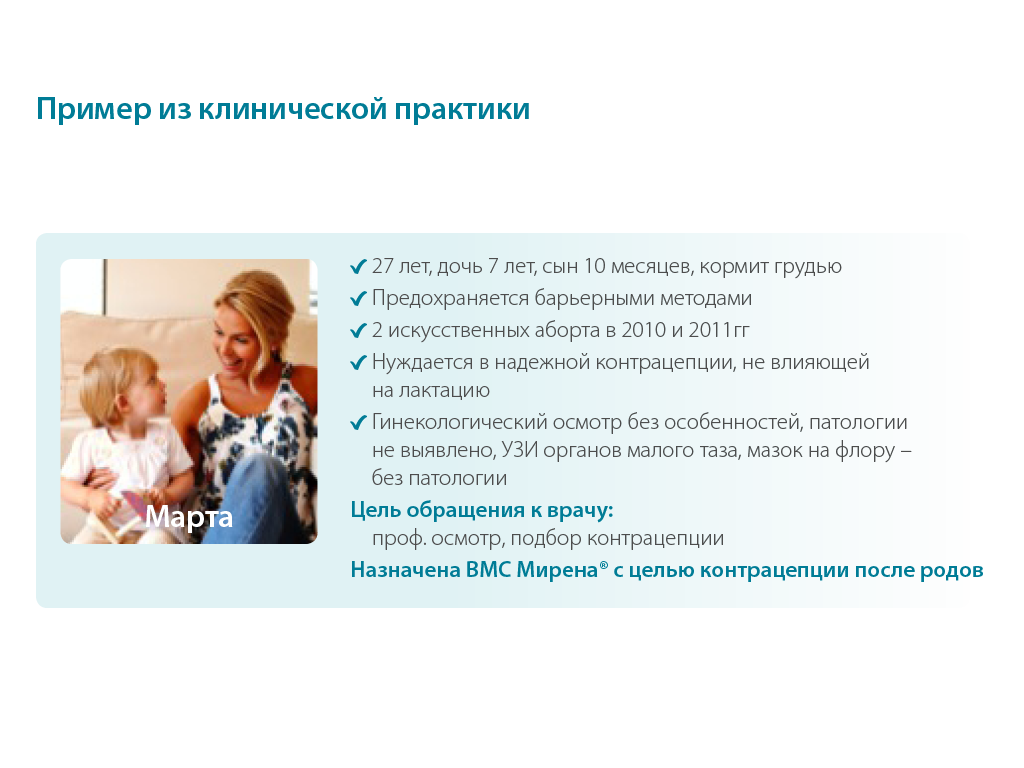 Пример из клинической практики
27 лет, дочь 7 лет, сын 10 месяцев, кормит грудью
Предохраняется барьерными методами
2 искусственных аборта в 2010 и 2011гг
Нуждается в надежной контрацепции, не влияющей
на лактацию
Гинекологический осмотр без особенностей, патологии
не выявлено, УЗИ органов малого таза, мазок на флору –
без патологии
Марта
Цель обращения к врачу:
проф. осмотр, подбор контрацепции
Назначена ВМС Мирена® с целью контрацепции после родов